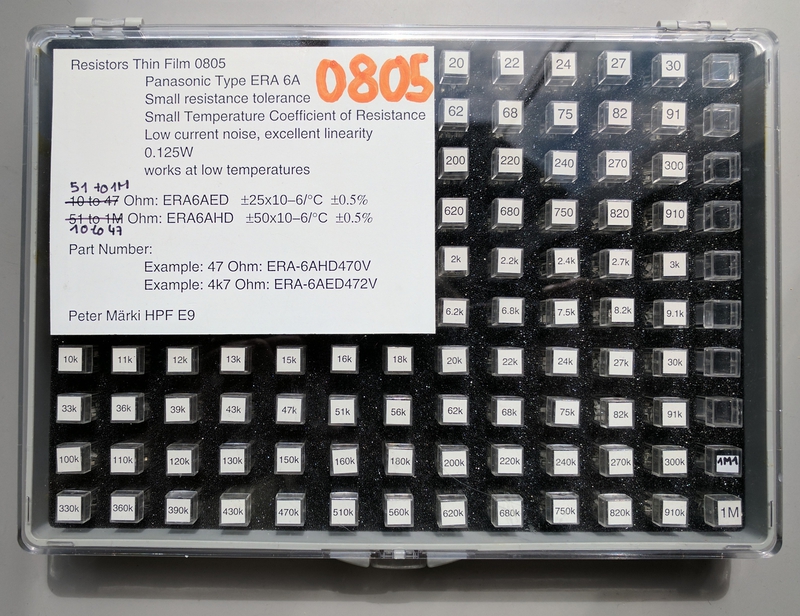 Resistors Thin Film 0805
0805
Panasonic Type ERA 6A
Small resistance tolerance
Small Temperature Coefficient of Resistance
Low current noise, excellent linearity
0.125W
works at low temperatures
51 to 1M
10 to 47 Ohm: ERA6AED ±25x10–6/°C ±0.5%
51 to 1M Ohm: ERA6AHD ±50x10–6/°C ±0.5%
10 to 47
Part Number:
Example: 47 Ohm: ERA-6AHD470V
Example: 4k7 Ohm: ERA-6AED472V
Peter Märki HPF E9
20 22 24 27 30
62 68 75 82 91
200 220 240 270 300
620 680 750 820 910
2k 2.2k 2.4k 2.7k 3k
6.2k 6.8k 7.5k 8.2k 9.1k
10k 11k 12k 13k 15k 16k 18k 20k 22k 24k 27k 30k
33k 36k 39k 43k 47k 51k 56k 62k 68k 75k 82k 91k
100k 110k 120k 130k 150k 160k 180k 200k 220k 240k 270k 300k 1M1
330k 360k 390k 430k 470k 510k 560k 620k 680k 750k 820k 910k 1M